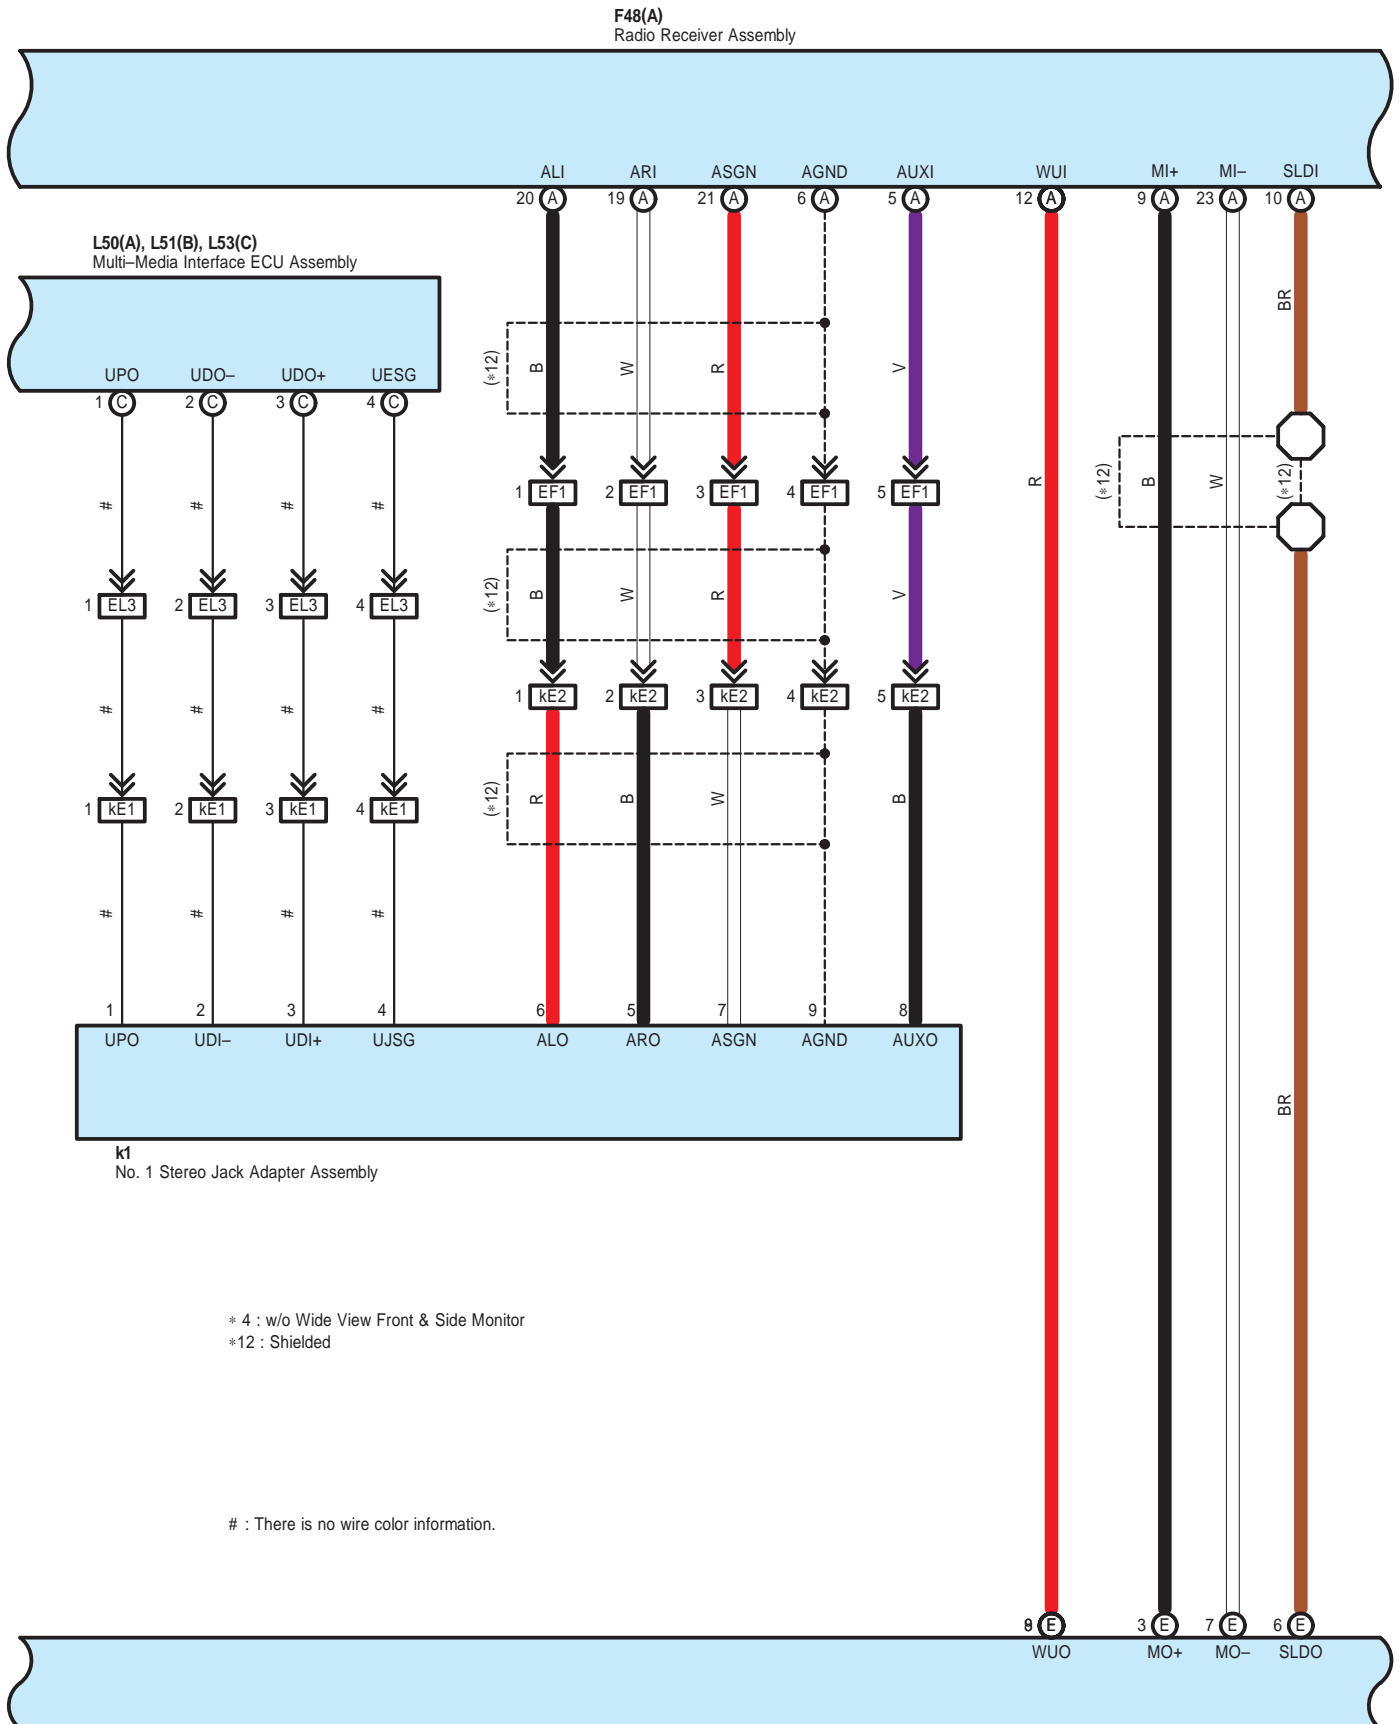 F48(A)
Radio Receiver Assembly
ALI ARI ASGN AGND AUXI WUI MI+ MI– SLDI
20 A 19 A 21 A 6 A 5 A 12 A 9 A 23 A 10 A
L50(A), L51(B), L53(C)
Multi–Media Interface ECU Assembly
BR
(*12) B W R V
UPO UDO– UDO+ UESG
1 C 2 C 3 C 4 C
# # # #
R (*12) B W (*12)
1 EF1 2 EF1 3 EF1 4 EF1 5 EF1
(*12) B W R V
1 EL3 2 EL3 3 EL3 4 EL3
1 kE2 2 kE2 3 kE2 4 kE2 5 kE2
# # # #
(*12) R B W B
1 kE1 2 kE1 3 kE1 4 kE1
# # # #
1 2 3 4 6 5 7 9 8
UPO UDI– UDI+ UJSG ALO ARO ASGN AGND AUXO
BR
k1
No. 1 Stereo Jack Adapter Assembly
* 4 : w/o Wide View Front & Side Monitor
*12 : Shielded
# : There is no wire color information.
E 3 E 7 E 6 E
WUO MO+ MO– SLDO